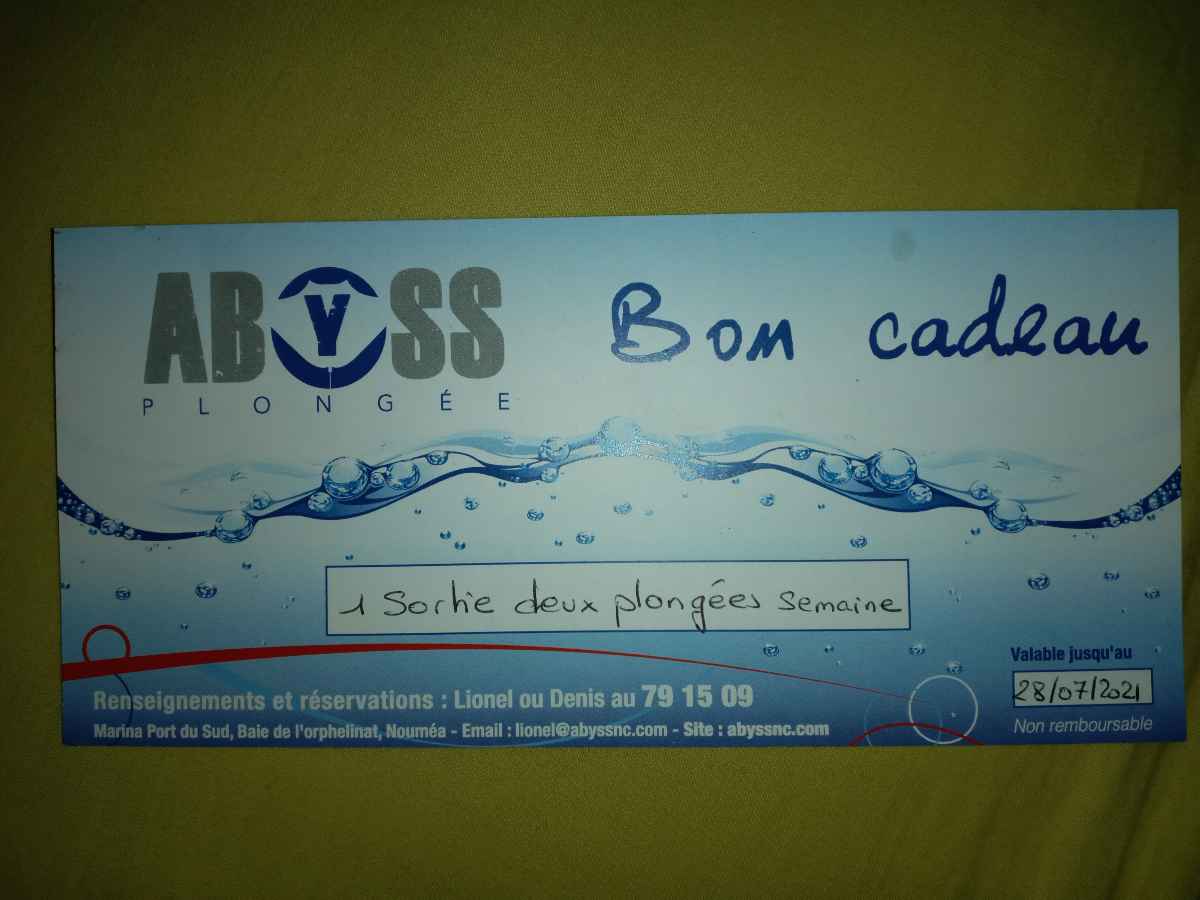 ABYSS
PLONGÉE
Bon cadeau
1 Sortie deux plongées semaine
Valable jusqu'au
28/07/2021
Non remboursable
Renseignements et réservations : Lionel ou Denis au 79 15 09
Marina Port du Sud, Baie de l'orphelinat, Nouméa - Email : lionel@abyssnc.com - Site : abyssnc.com